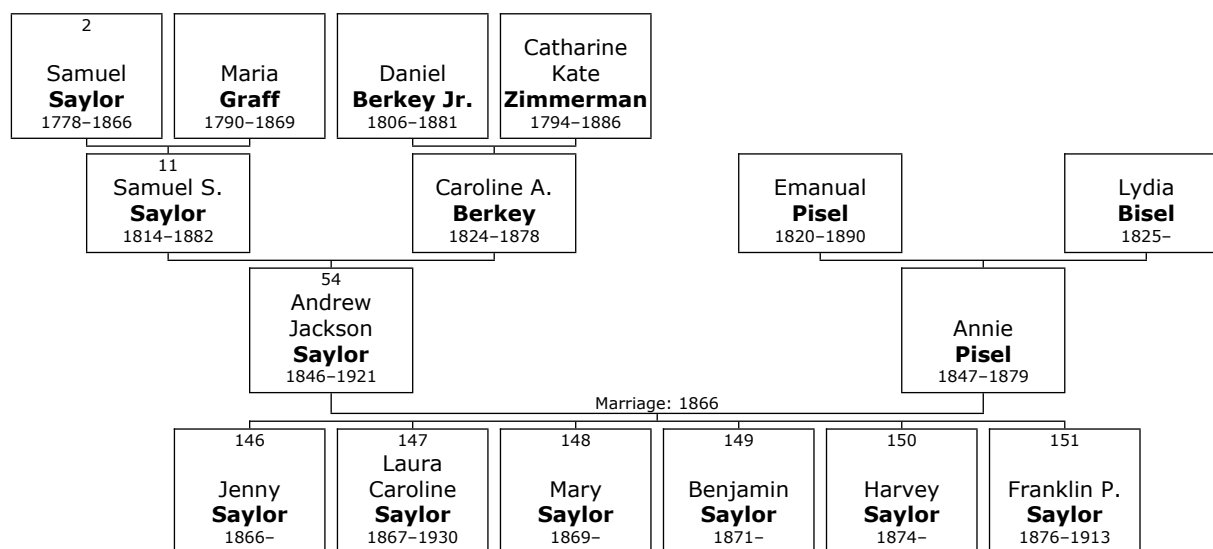 2
Samuel
Saylor
1778–1866
Maria
Graff
1790–1869
Daniel
Berkey Jr.
1806–1881
Catharine
Kate
Zimmerman
1794–1886
11
Samuel S.
Saylor
1814–1882
Caroline A.
Berkey
1824–1878
Emanual
Pisel
1820–1890
Lydia
Bisel
1825–
54
Andrew
Jackson
Saylor
1846–1921
Annie
Pisel
1847–1879
Marriage: 1866
146
Jenny
Saylor
1866–
147
Laura
Caroline
Saylor
1867–1930
148
Mary
Saylor
1869–
149
Benjamin
Saylor
1871–
150
Harvey
Saylor
1874–
151
Franklin P.
Saylor
1876–1913